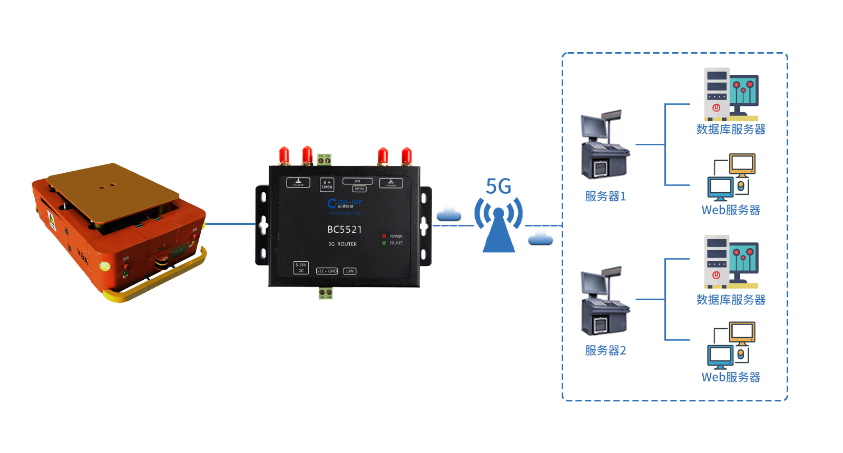 5G
BC5521
5G ROUTER
POWER
LAN
服务器1
数据库服务器
Web服务器
服务器2
数据库服务器
Web服务器